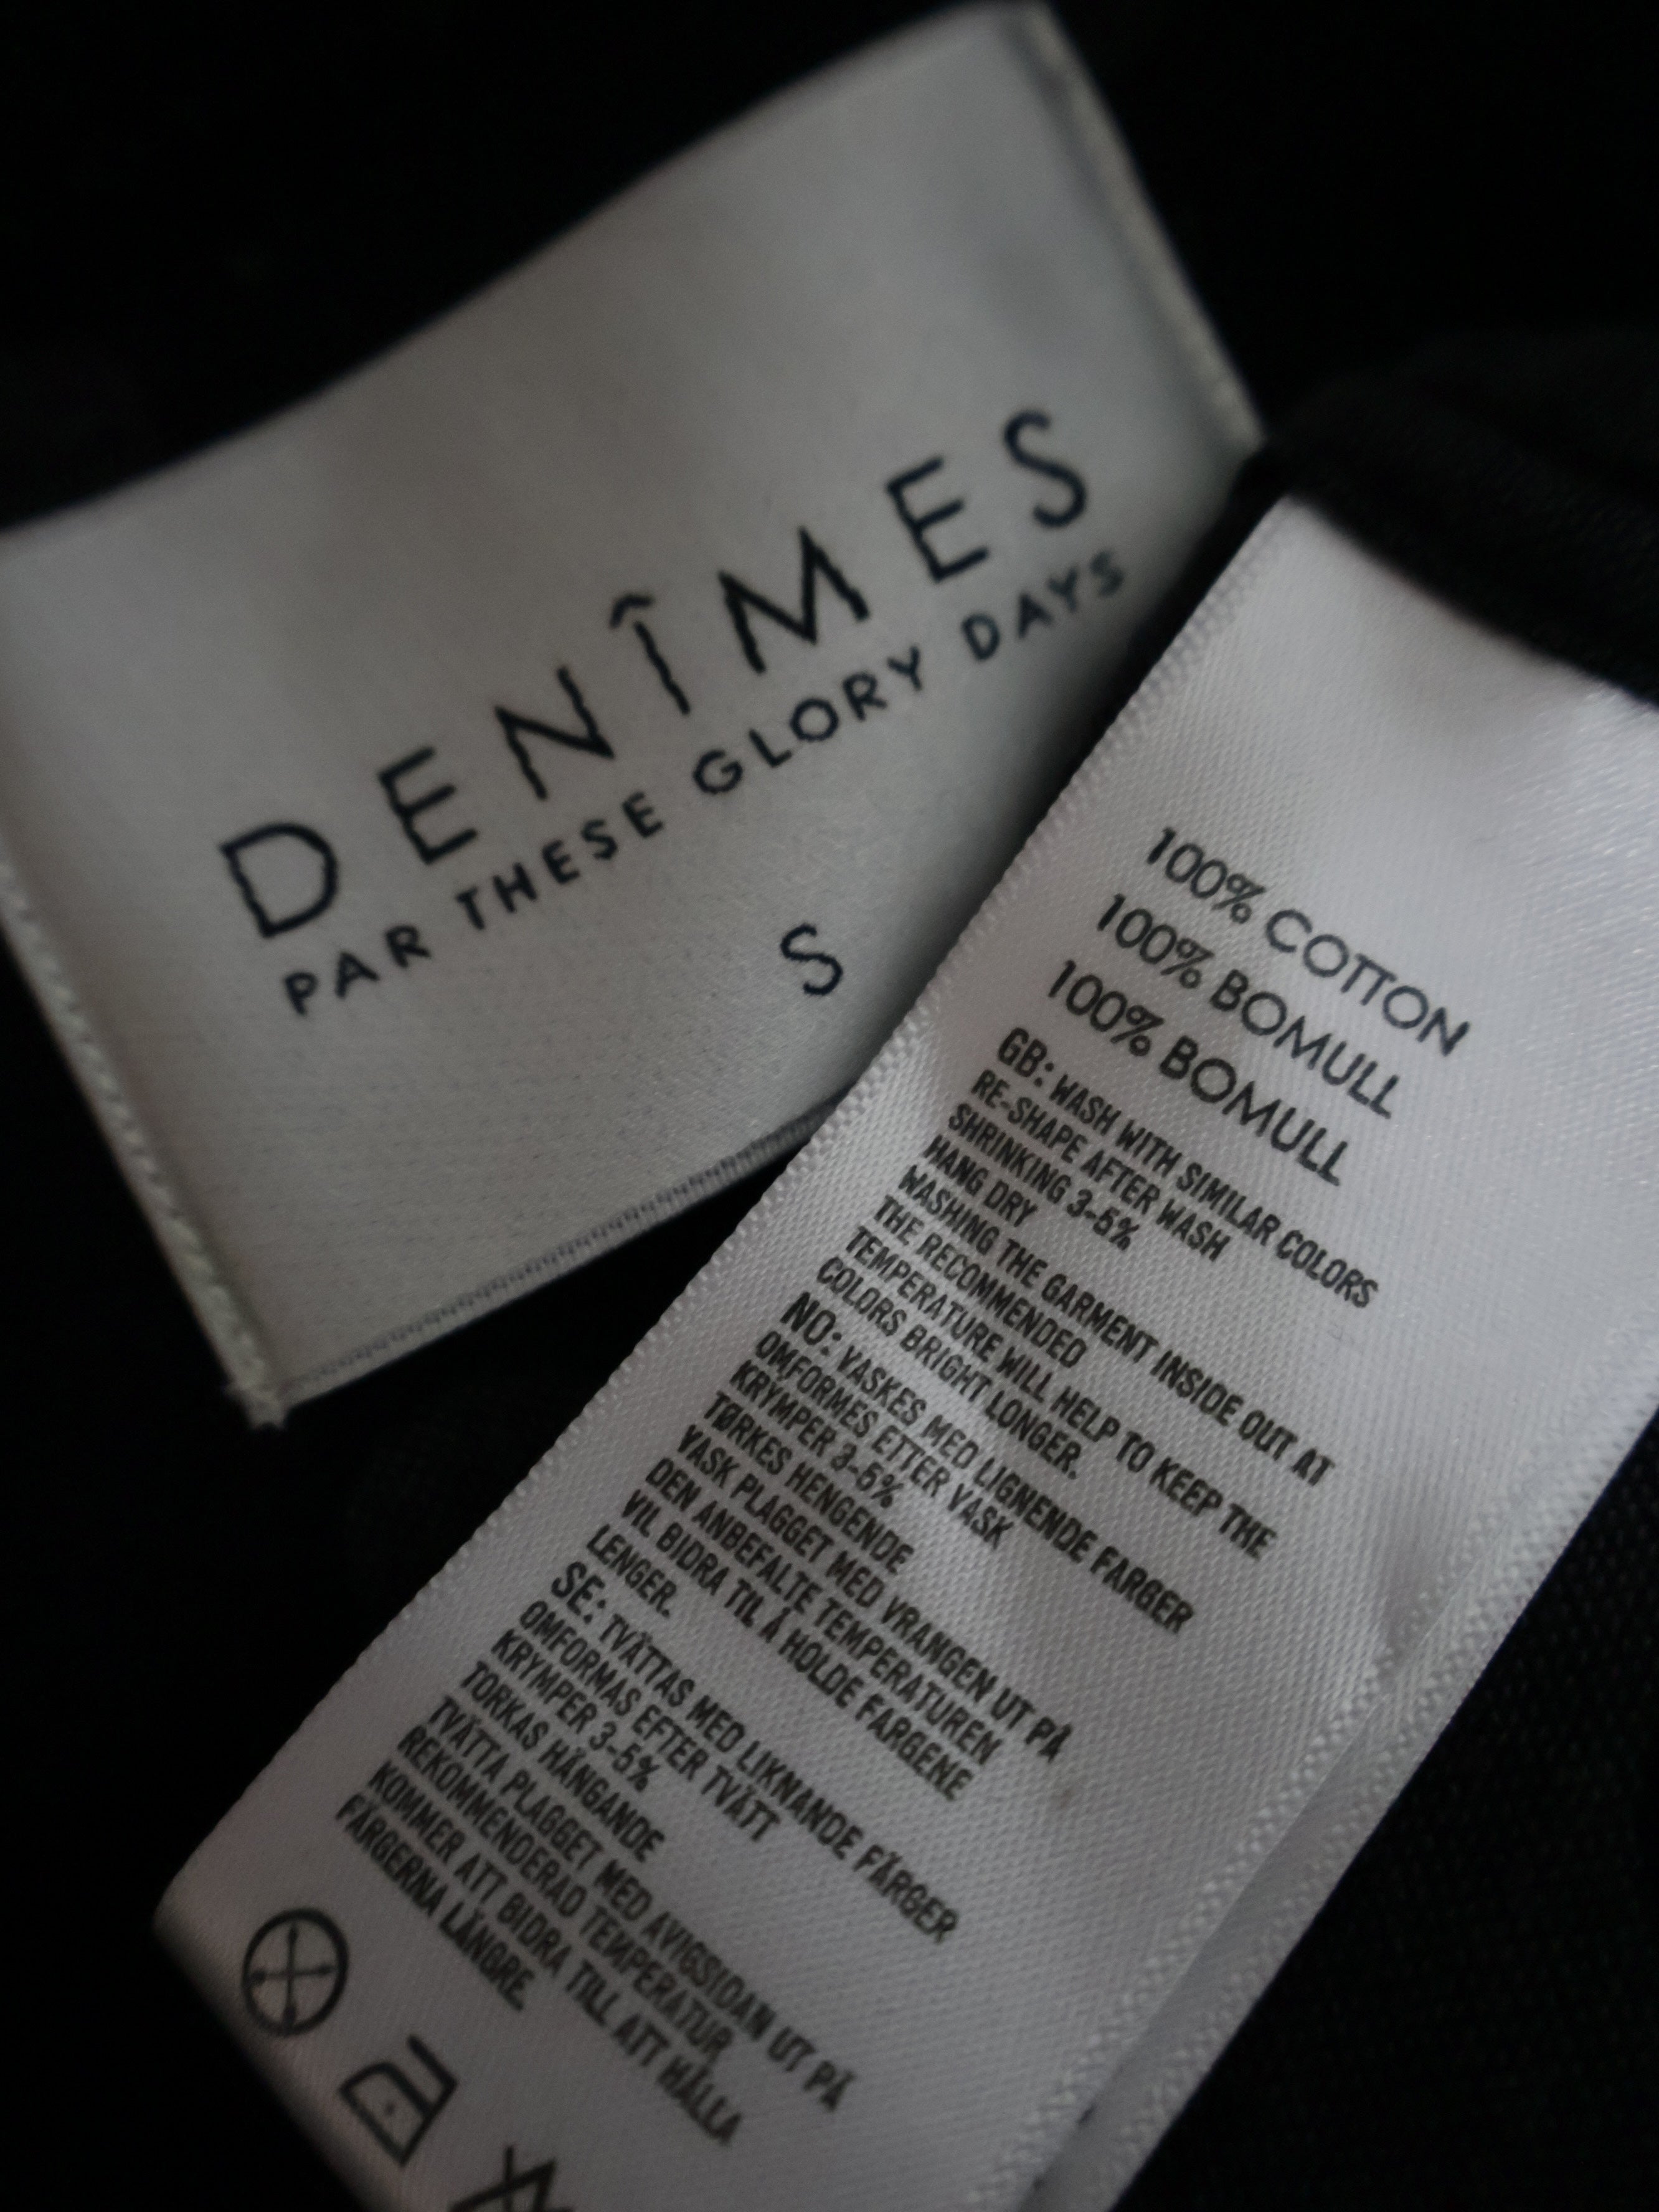 DENÎMES
PAR THESE GLORY DAYS
S
100% COTTON
100% BOMULL
100% BOMULL
GB: WASH WITH SIMILAR COLORS
RE-SHAPE AFTER WASH
SHRINKING 3-5%
HANG DRY
WASHING THE GARMENT INSIDE OUT AT
THE RECOMMENDED
TEMPERATURE WILL HELP TO KEEP THE
COLORS BRIGHT LONGER.
NO: VASKES MED LIGNENDE FARGER
OMFORMES ETTER VASK
KRYMPER 3-5%
TØRKES HENGENDE
VASK PLAGGET MED VRANGEN UT PÅ
DEN ANBEFALTE TEMPERATUREN
VIL BIDRA TIL Å HOLDE FARGENE
LENGER.
SE: TVÄTTAS MED LIKNANDE FÄRGER
OMFORMAS EFTER TVÄTT
KRYMPER 3-5%
TORKAS HÄNGANDE
TVÄTTA PLAGGET MED AVIGSIDAN UT PÅ
REKOMMENDERAD TEMPERATUR
KOMMER ATT BIDRA TILL ATT HÅLLA
FÄRGERNA LÄNGRE.